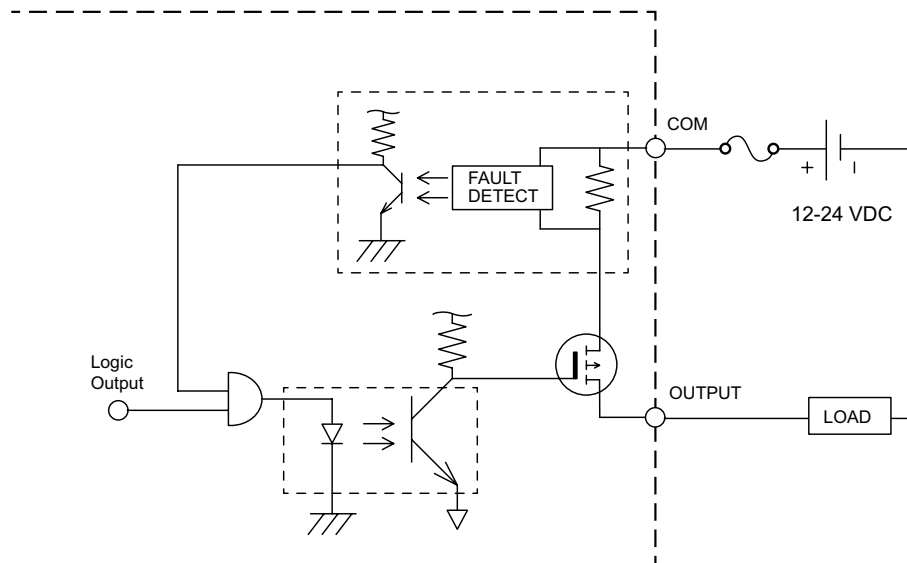 COM
FAULT
DETECT
+
–
12-24 VDC
Logic
Output
OUTPUT
LOAD